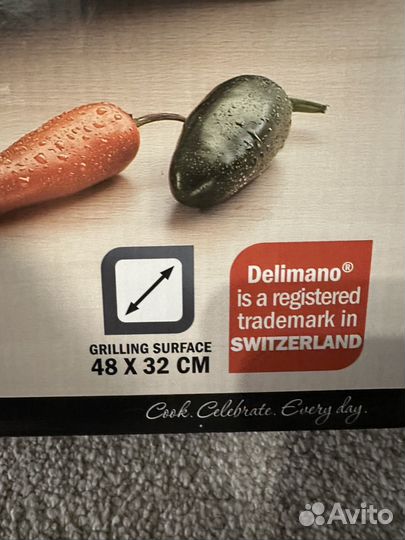 Delimano®
is a registered
trademark in
SWITZERLAND
GRILLING SURFACE
48 X 32 CM
Cook. Celebrate. Every day.
Avito